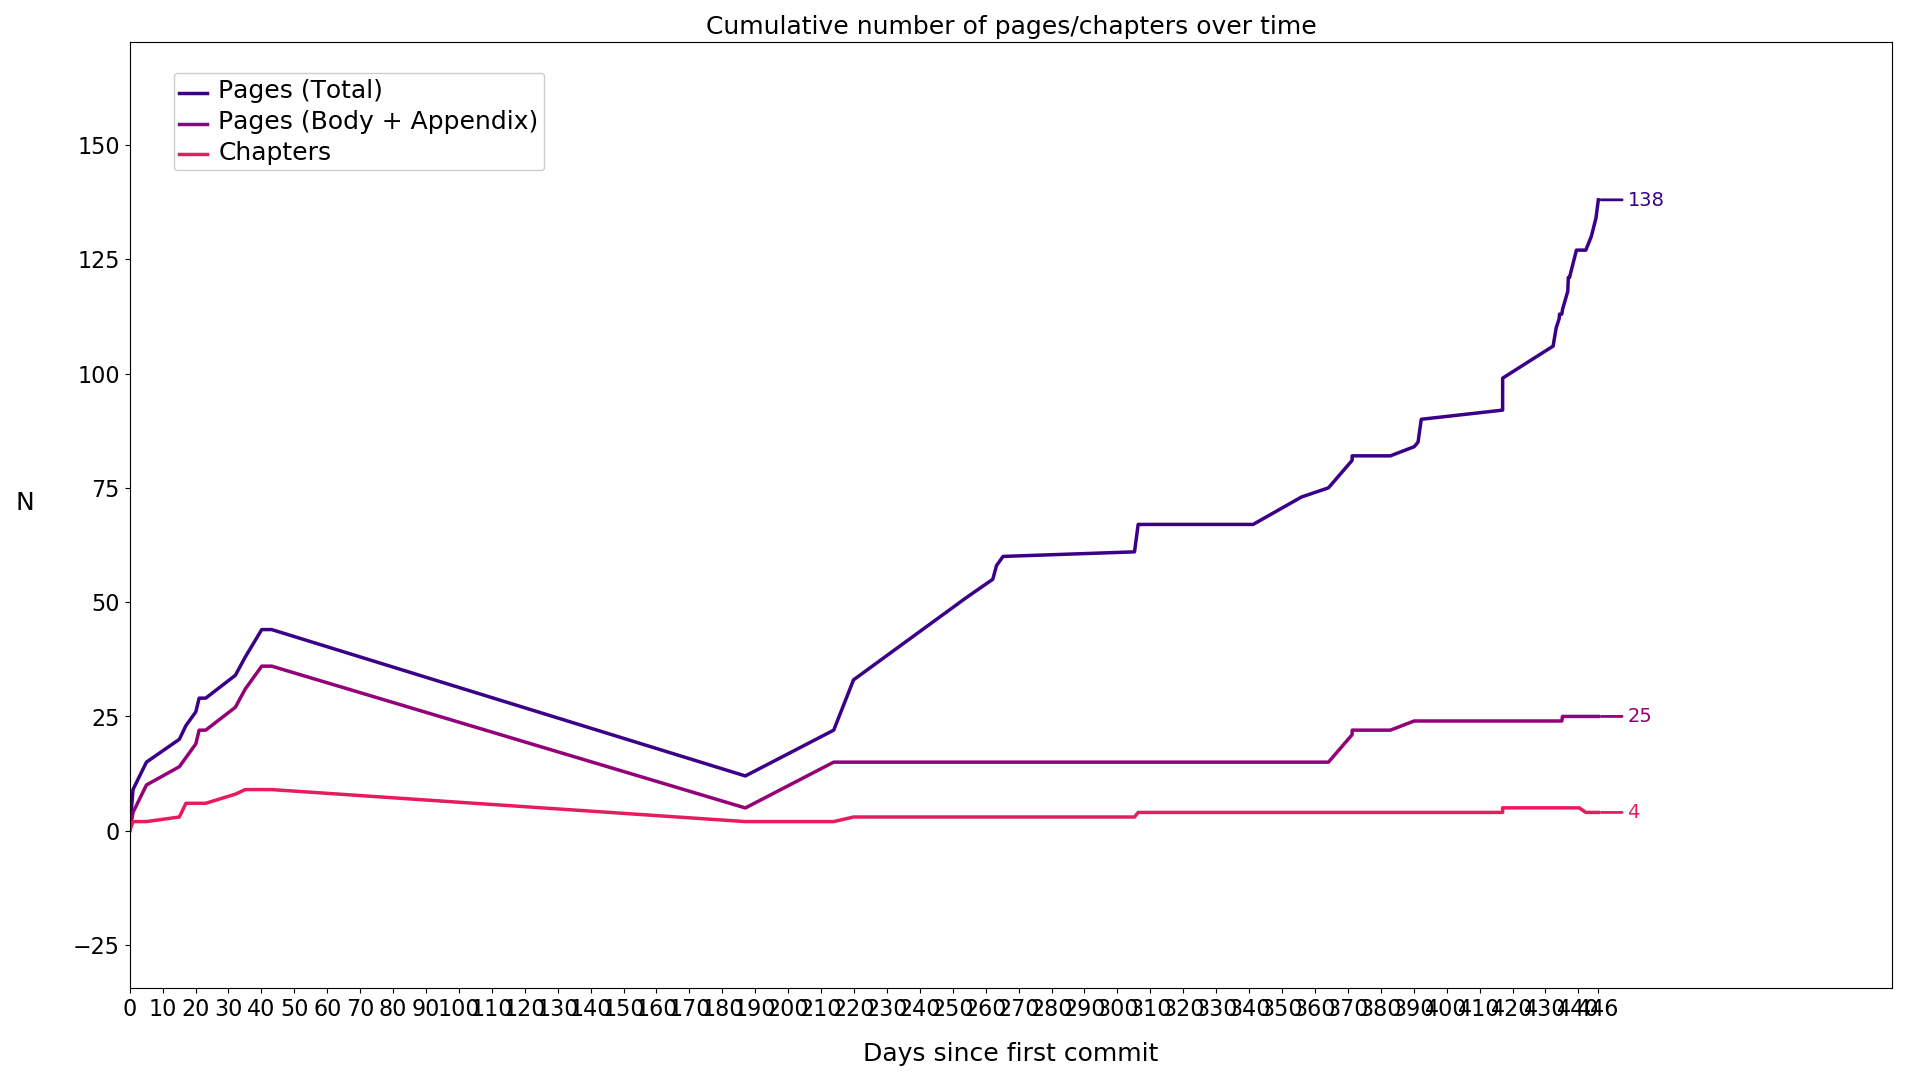 Cumulative number of pages/chapters over time
Pages (Total)
Pages (Body + Appendix)
Chapters
150
125
100
75
50
25
0
−25
N
138
25
4
0 10 20 30 40 50 60 70 80 90 100 110 120 130 140 150 160 170 180 190 200 210 220 230 240 250 260 270 280 290 300 310 320 330 340 350 360 370 380 390 400 410 420 430 440 446
Days since first commit